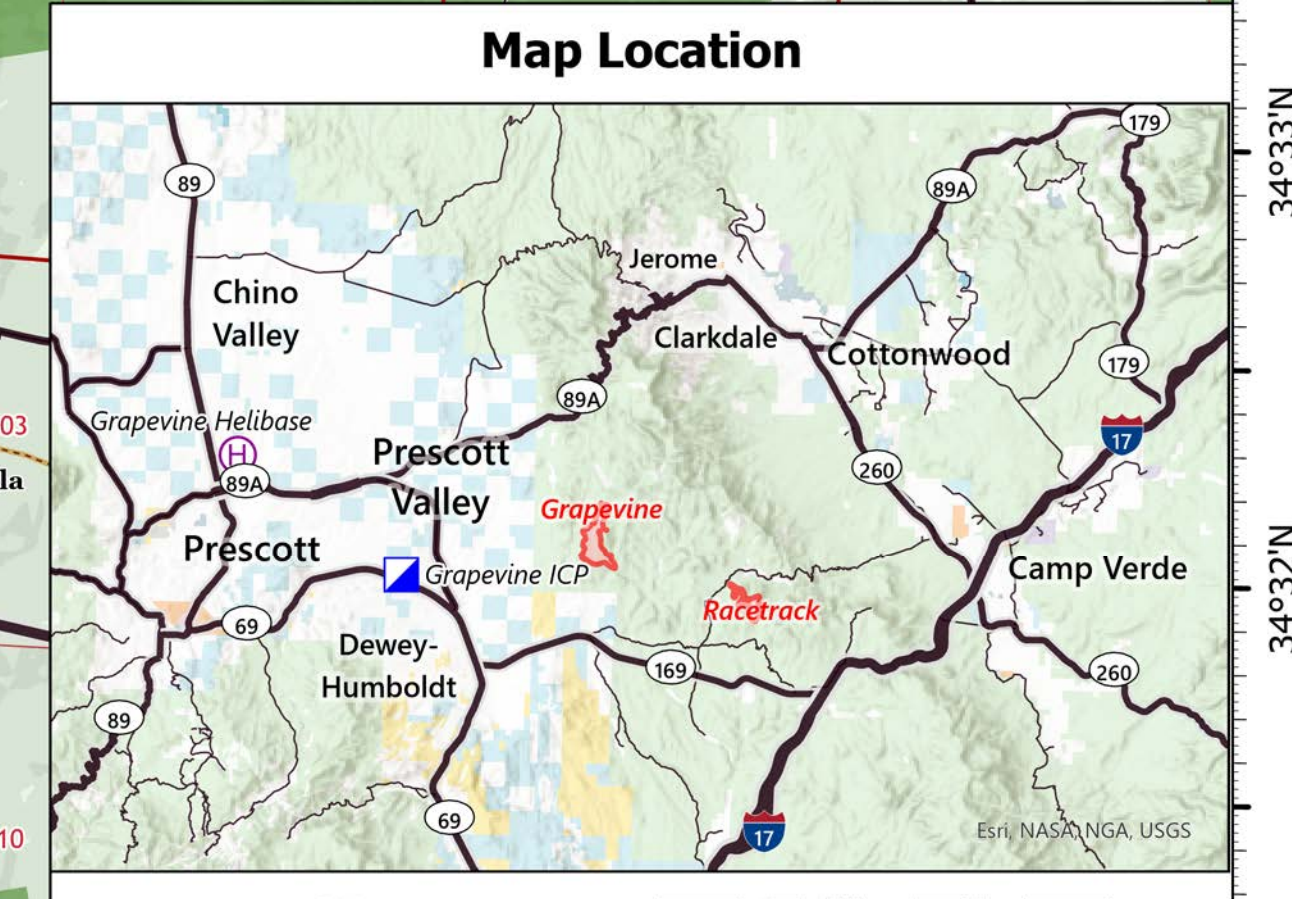 Map Location
34°33'N
179
89
89A
Jerome
Chino
Valley
Clarkdale
Cottonwood
179
89A
Grapevine Helibase
03
H
17
Prescott
260
la
89A
Valley
Grapevine
Prescott
34°32'N
Grapevine ICP
Camp Verde
Racetrack
69
Dewey-
Humboldt
169
260
89
69
17
10
Esri, NASA, NGA, USGS